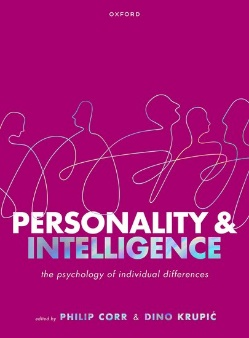 OXFORD
PERSONALITY &
INTELLIGENCE
the psychology of individual differences
edited by PHILIP CORR & DINO KRUPIĆ